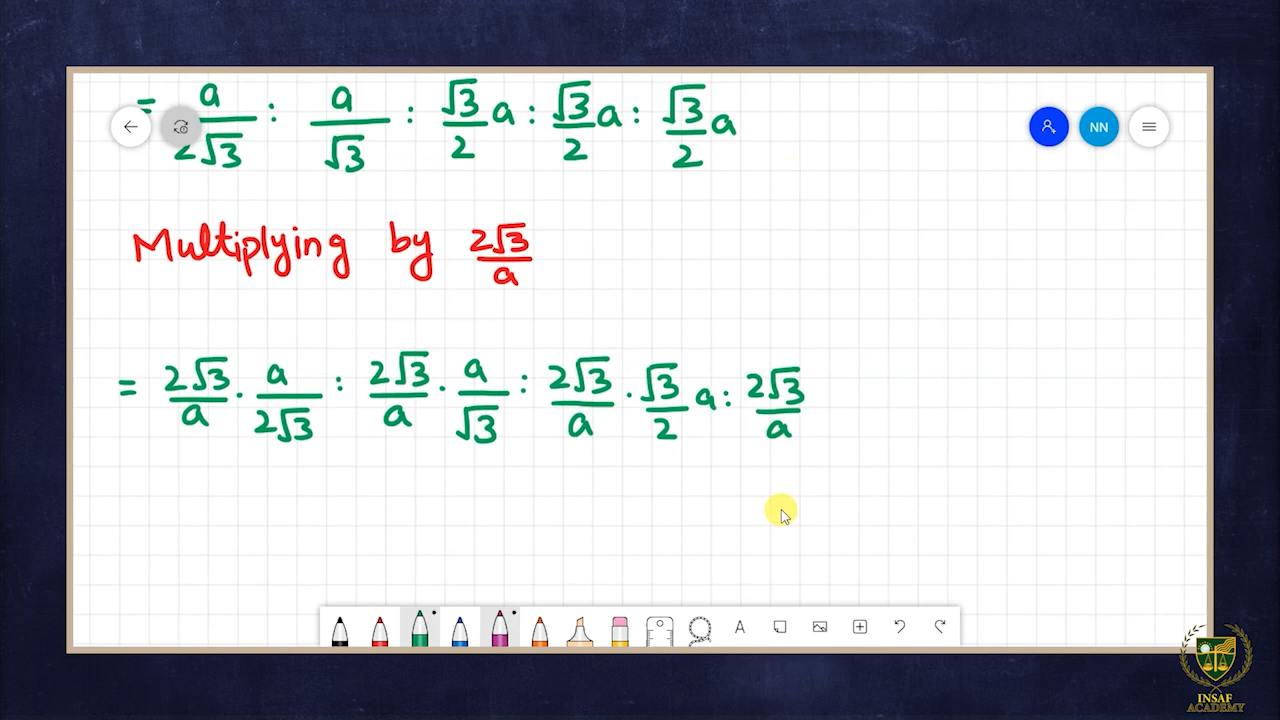 = a/2√3 : a/√3 : √3/2 a : √3/2 a : √3/2 a
NN
Multiplying by 2√3/a
= 2√3/a · a/2√3 : 2√3/a · a/√3 : 2√3/a · √3/2 a : 2√3/a
A
INSAF
ACADEMY